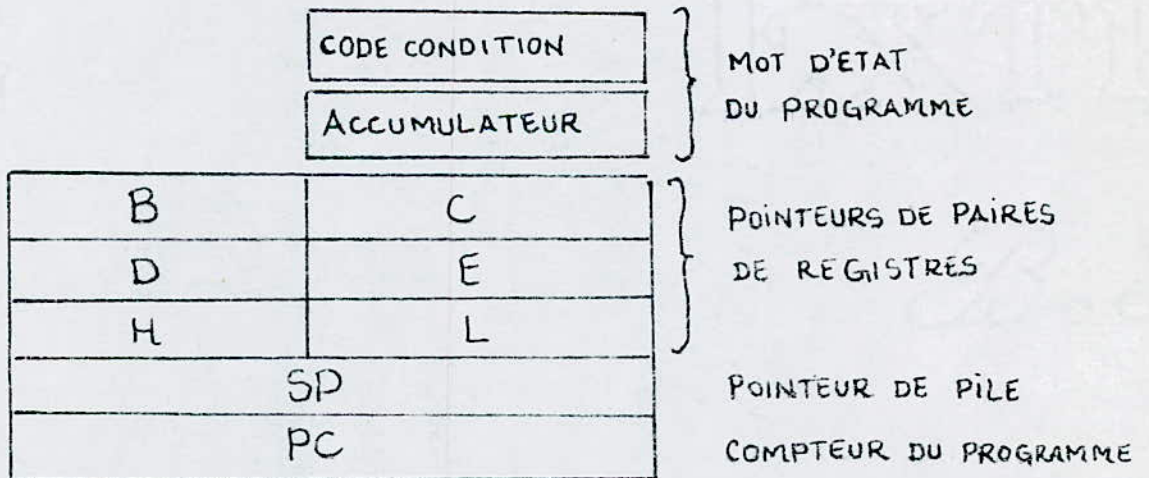 CODE CONDITION
ACCUMULATEUR
MOT D'ETAT
DU PROGRAMME
B C
D E
H L
POINTEURS DE PAIRES
DE REGISTRES
SP
POINTEUR DE PILE
PC
COMPTEUR DU PROGRAMME